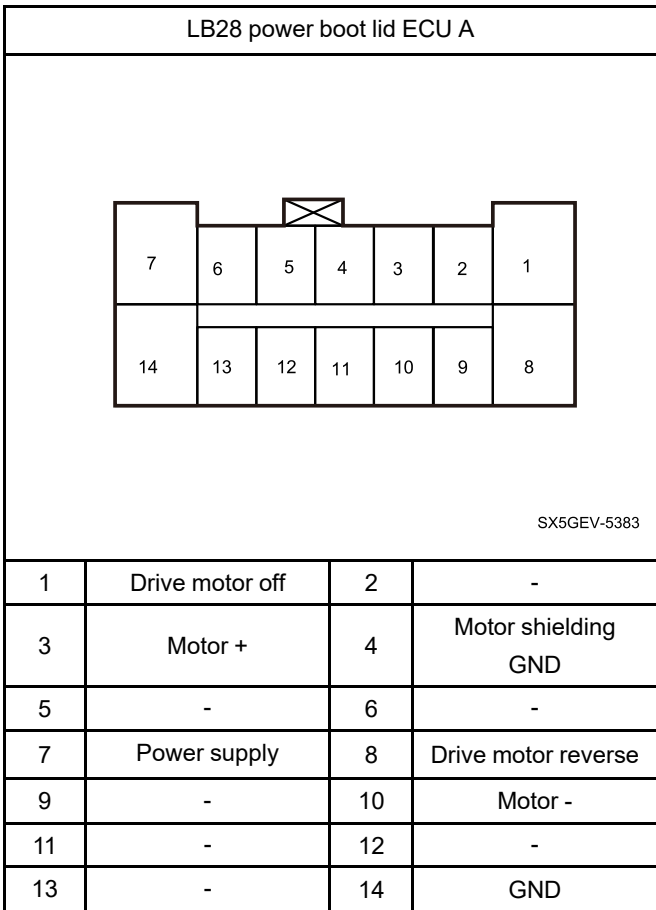 LB28 power boot lid ECU A
7 6 5 4 3 2 1
14 13 12 11 10 9 8
SX5GEV-5383
1 Drive motor off 2 -
3 Motor + 4 Motor shielding
GND
5 - 6 -
7 Power supply 8 Drive motor reverse
9 - 10 Motor -
11 - 12 -
13 - 14 GND